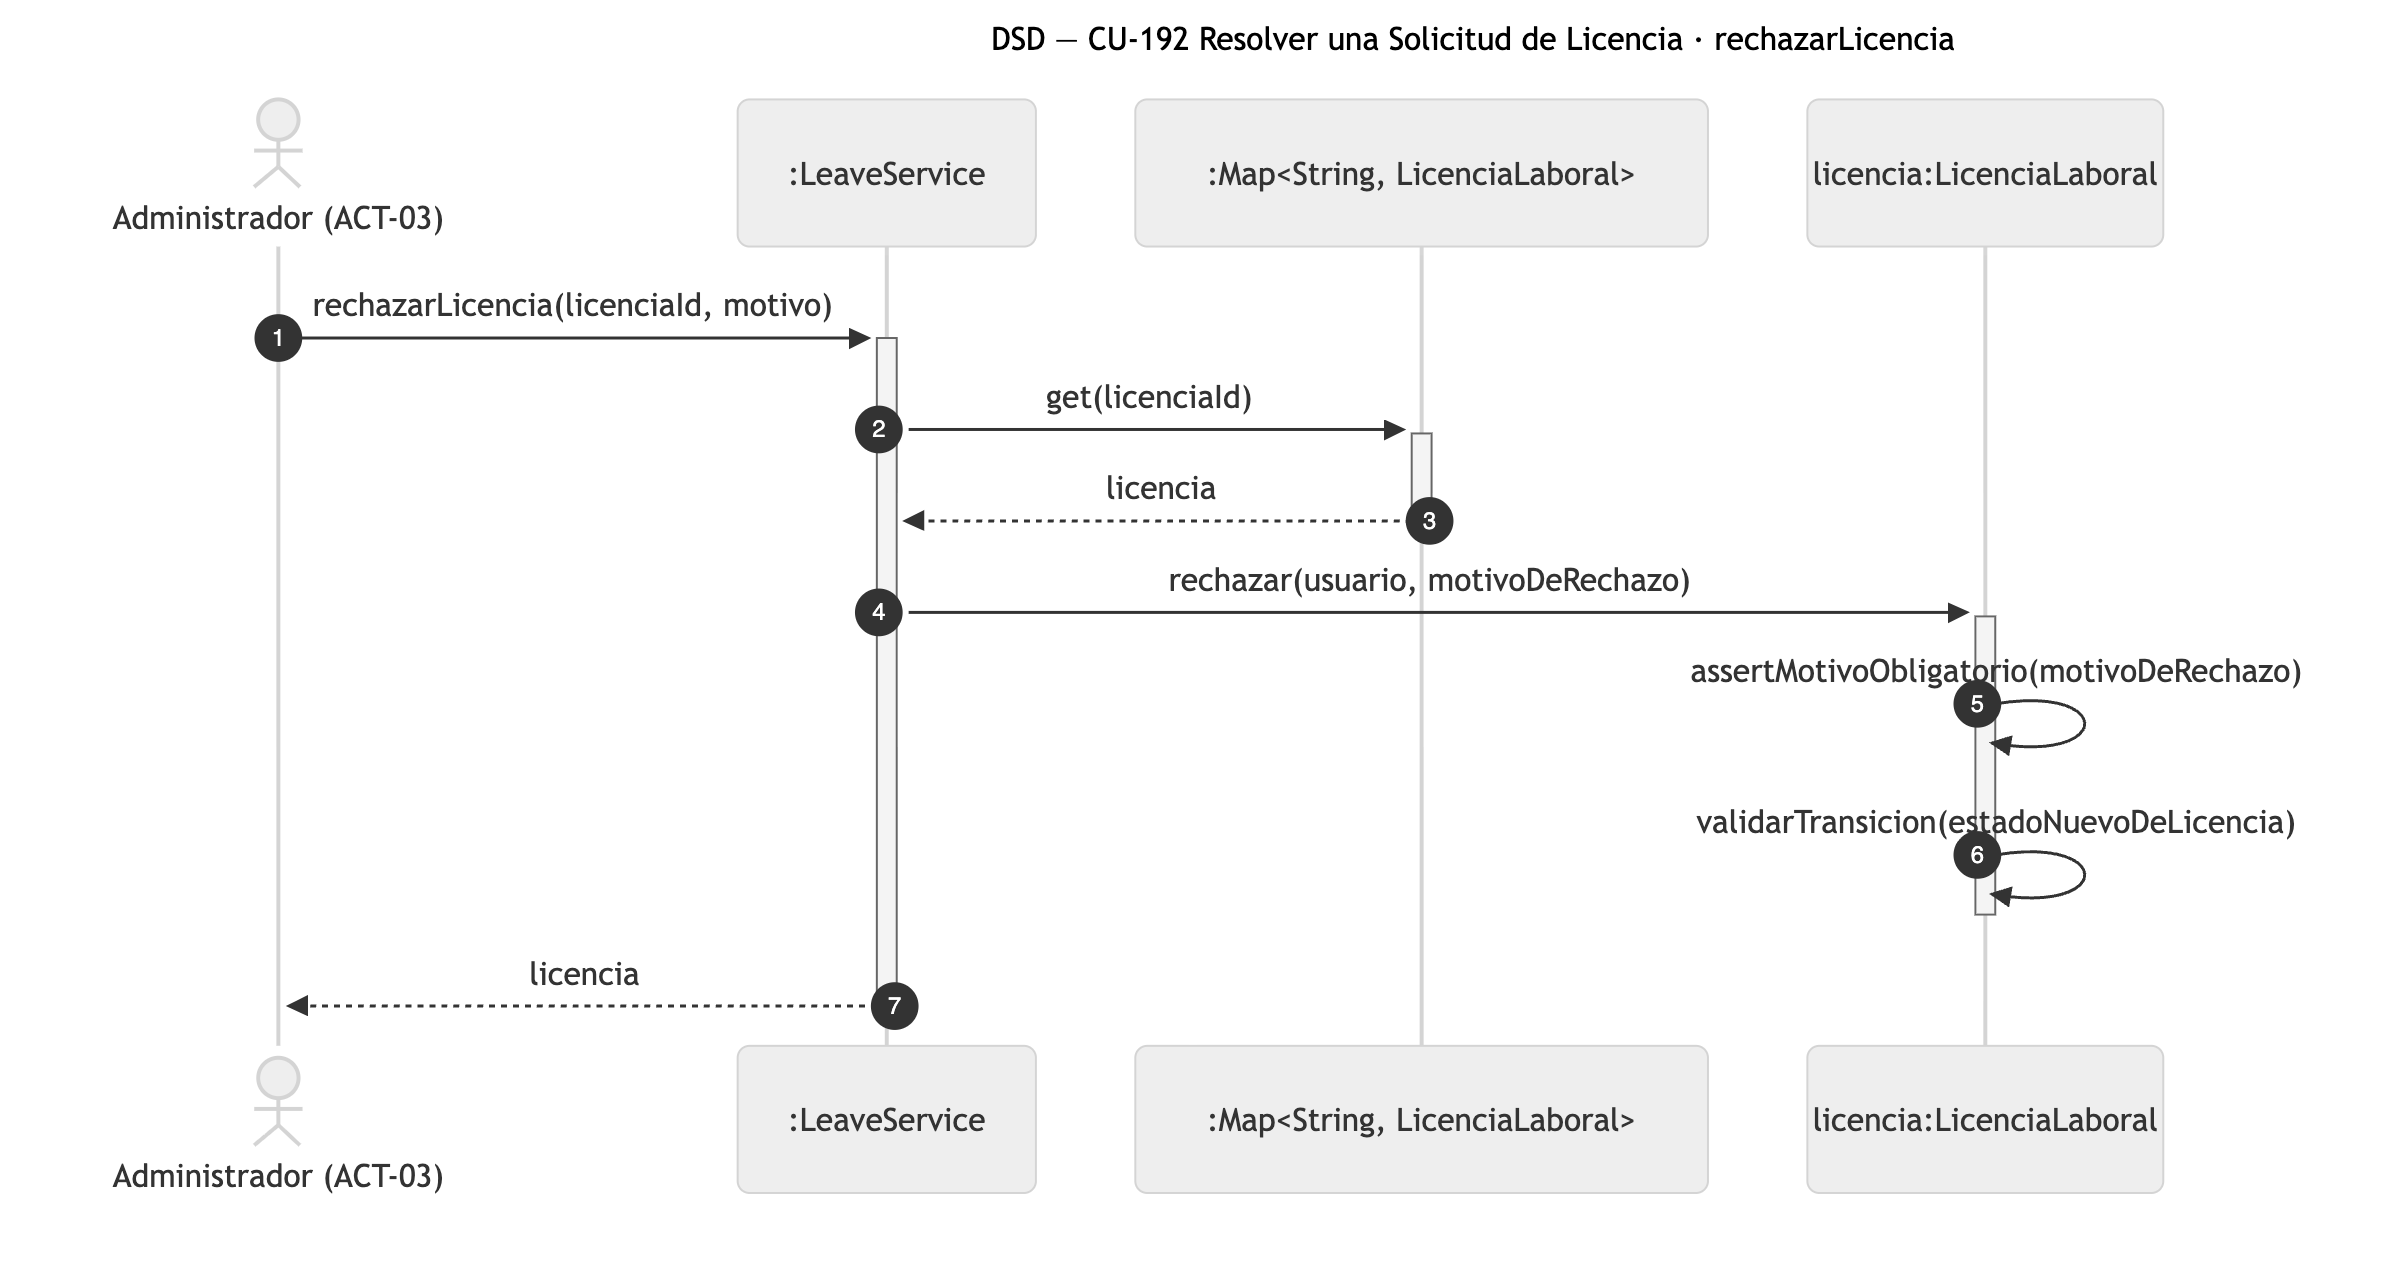 DSD — CU-192 Resolver una Solicitud de Licencia · rechazarLicencia
Administrador (ACT-03)
:LeaveService
:Map<String, LicenciaLaboral>
licencia:LicenciaLaboral
rechazarLicencia(licenciaId, motivo)
1
get(licenciaId)
2
licencia
3
rechazar(usuario, motivoDeRechazo)
4
assertMotivoObligatorio(motivoDeRechazo)
5
validarTransicion(estadoNuevoDeLicencia)
6
licencia
7
Administrador (ACT-03)
:LeaveService
:Map<String, LicenciaLaboral>
licencia:LicenciaLaboral